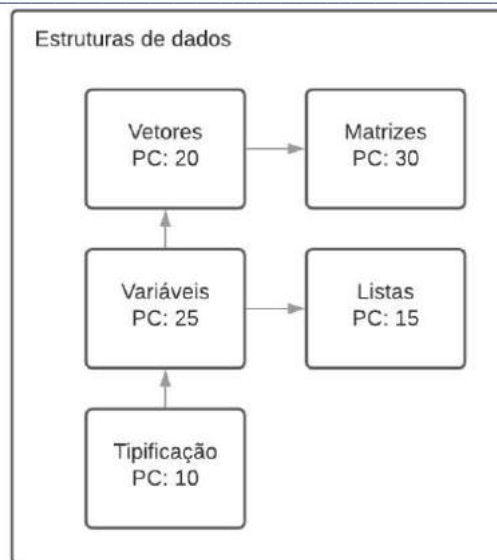 Estruturas de dados
Vetores
PC: 20
Matrizes
PC: 30
Variáveis
PC: 25
Listas
PC: 15
Tipificação
PC: 10